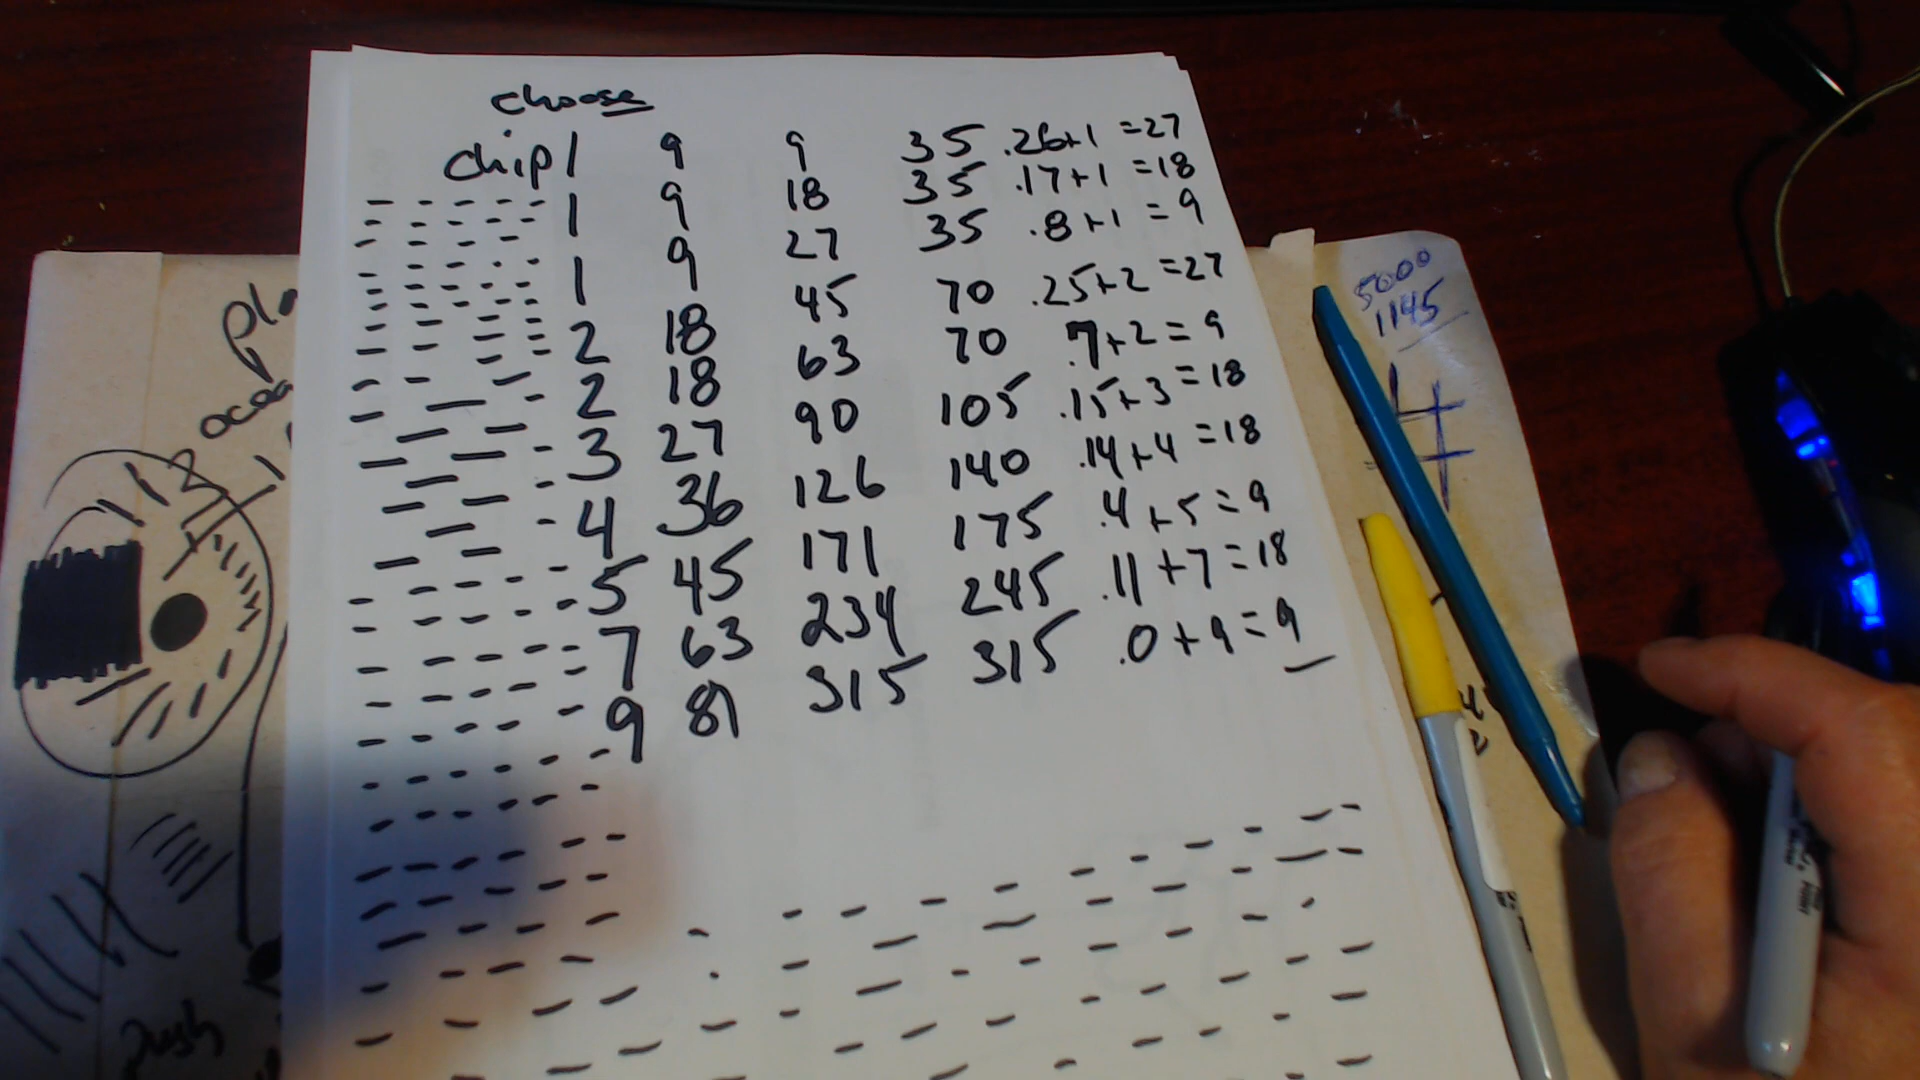 choose
chip 1 9 9 35 .26+1 =27
1 9 18 35 .17+1 =18
1 9 27 35 .8+1 = 9
2 18 45 70 .25+2 =27
2 18 63 70 .7+2 = 9
3 27 90 105 .15+3 =18
4 36 126 140 .14+4 =18
5 45 171 175 .4+5 = 9
7 63 234 245 .11+7=18
9 81 315 315 .0+9=9
5000
1145
push